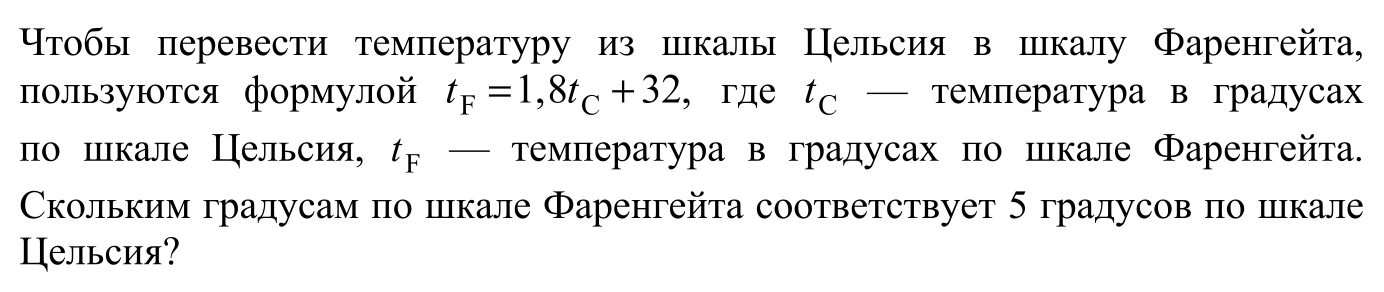 Чтобы перевести температуру из шкалы Цельсия в шкалу Фаренгейта,
пользуются формулой t_F = 1,8t_C + 32, где t_C — температура в градусах
по шкале Цельсия, t_F — температура в градусах по шкале Фаренгейта.
Скольким градусам по шкале Фаренгейта соответствует 5 градусов по шкале
Цельсия?